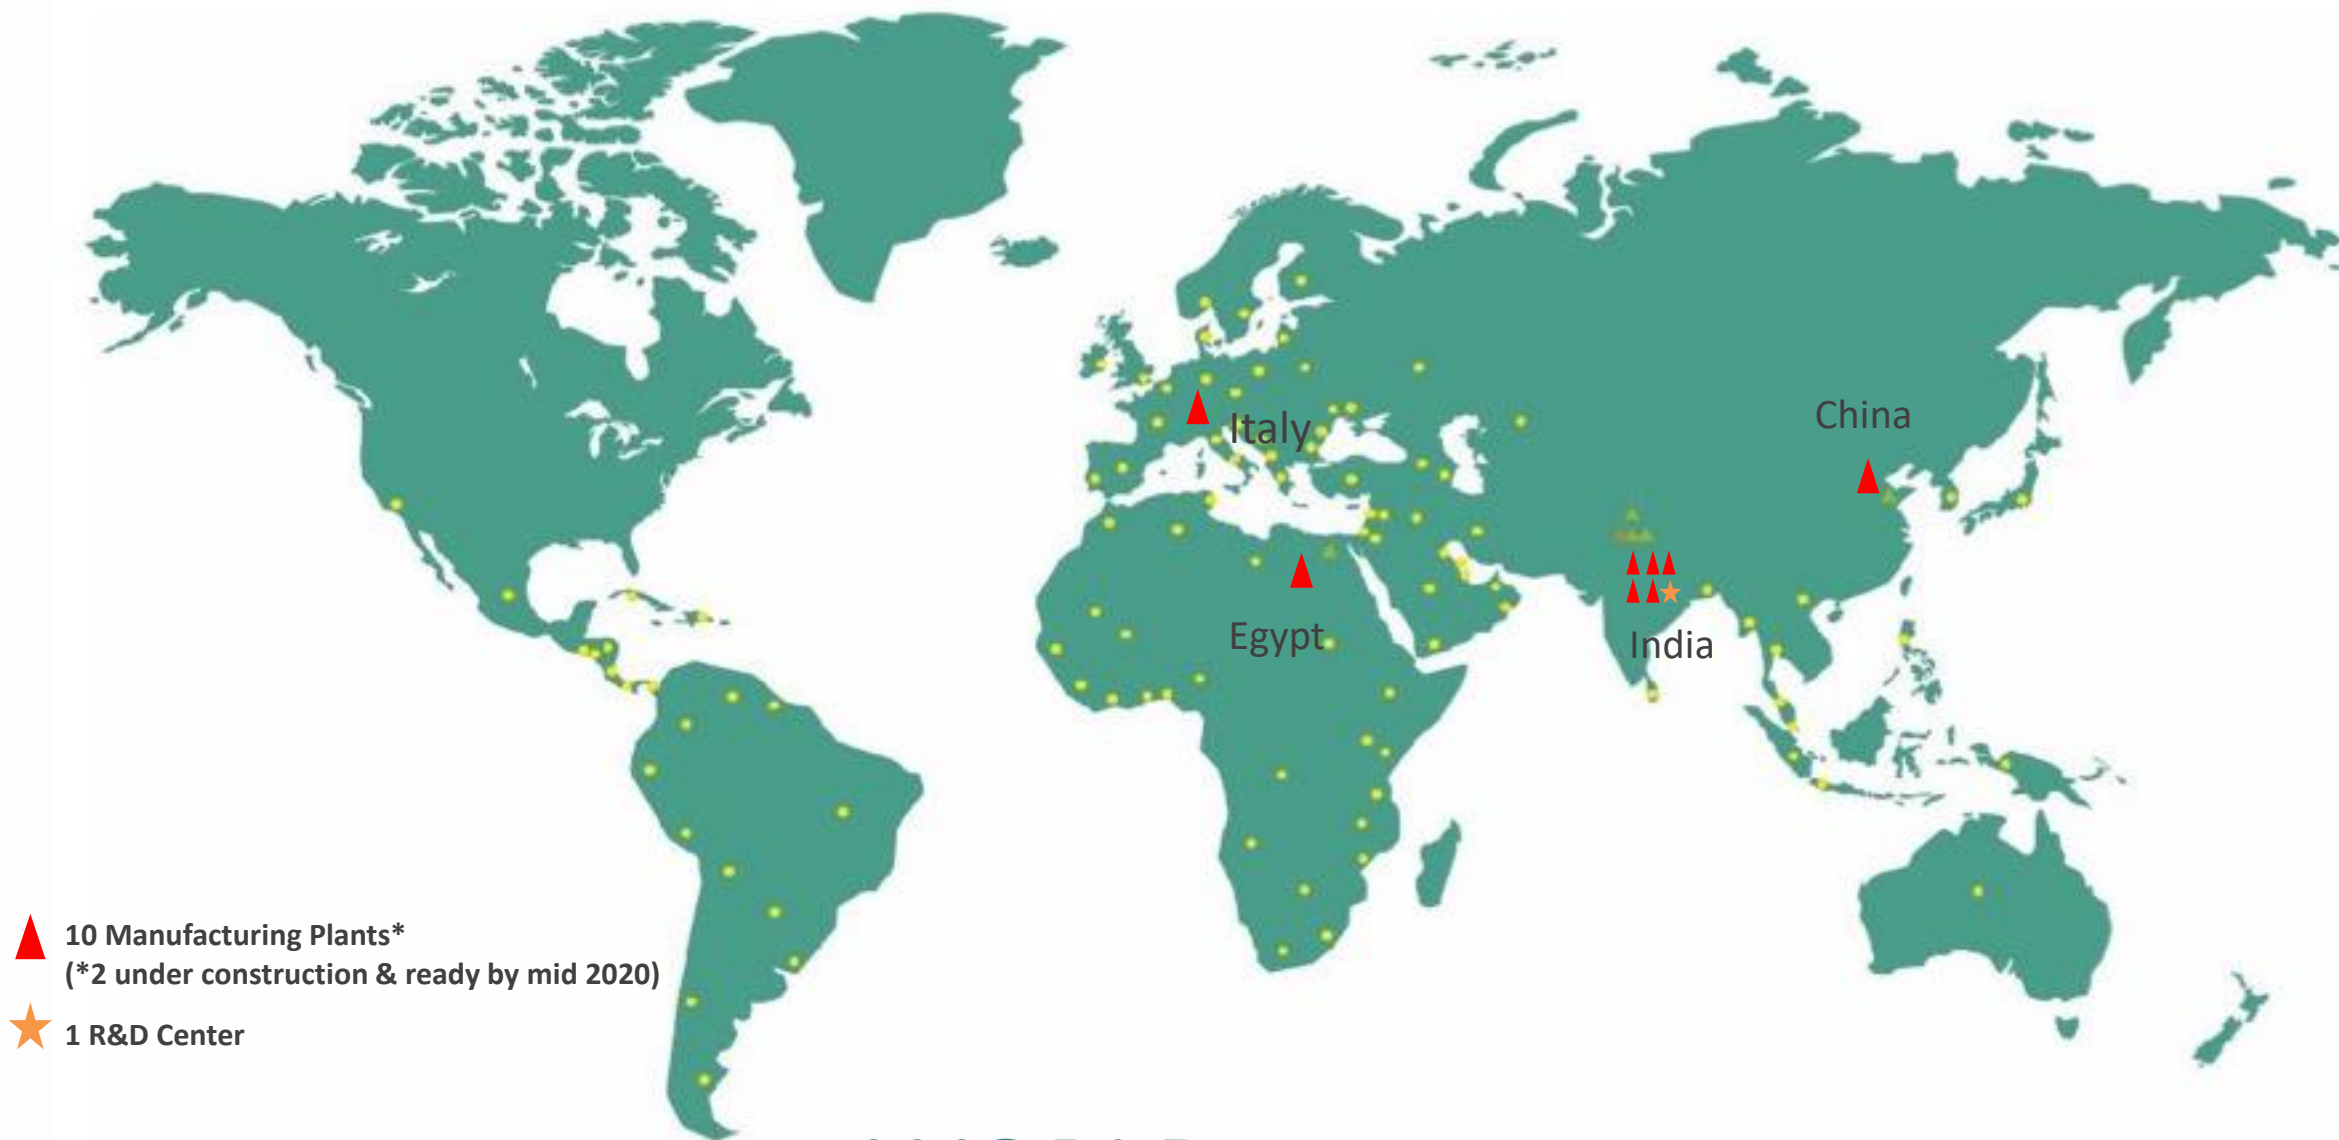 Italy
China
Egypt
India
10 Manufacturing Plants*
(*2 under construction & ready by mid 2020)
1 R&D Center